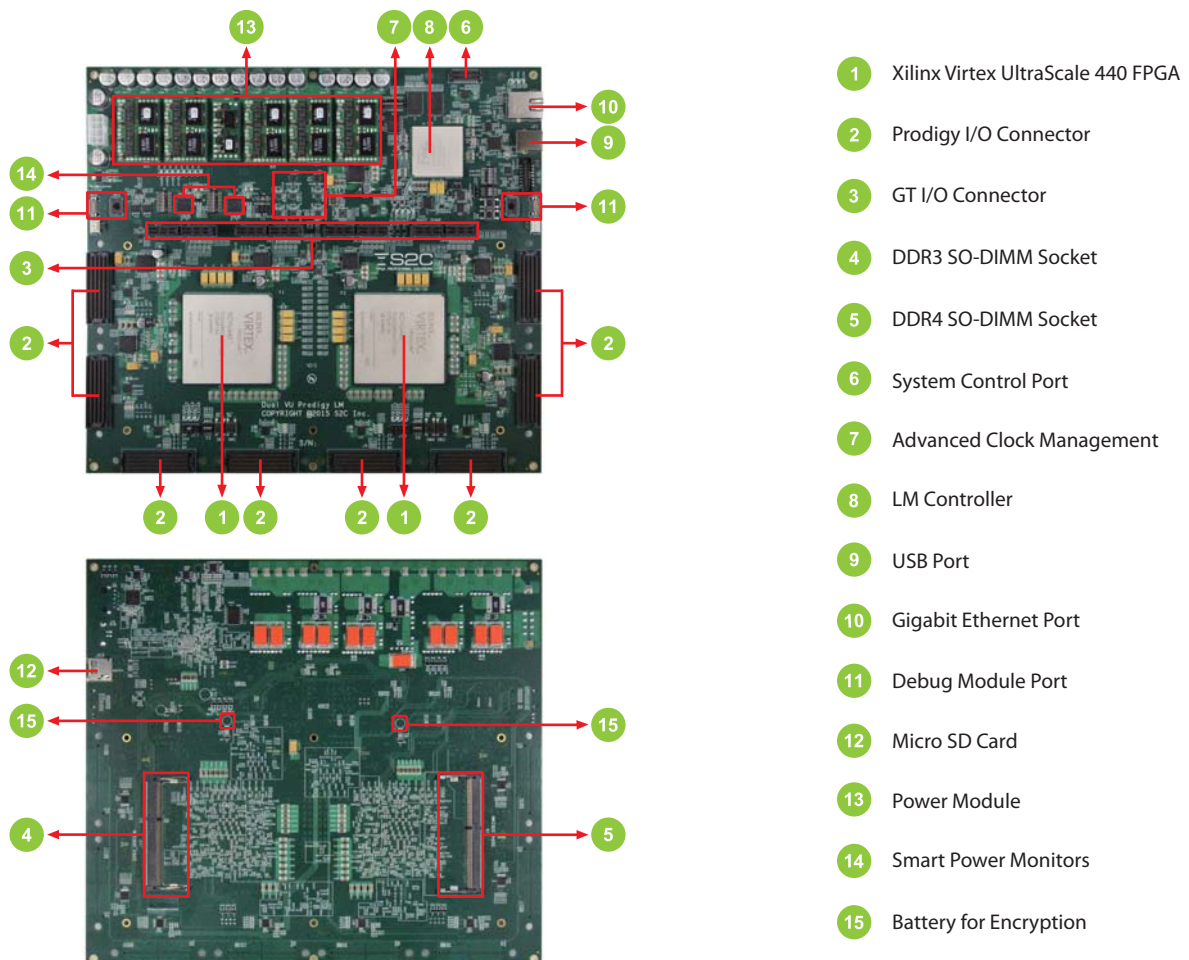 13
7
8
6
10
9
14
11
11
3
2
2
S2C
XILINX
VIRTEX
XILINX
VIRTEX
Dual VU Prodigy LM
COPYRIGHT @2015 S2C Inc.
S/N:
2
1
2
2
1
2
12
15
15
4
5
1 Xilinx Virtex UltraScale 440 FPGA
2 Prodigy I/O Connector
3 GT I/O Connector
4 DDR3 SO-DIMM Socket
5 DDR4 SO-DIMM Socket
6 System Control Port
7 Advanced Clock Management
8 LM Controller
9 USB Port
10 Gigabit Ethernet Port
11 Debug Module Port
12 Micro SD Card
13 Power Module
14 Smart Power Monitors
15 Battery for Encryption